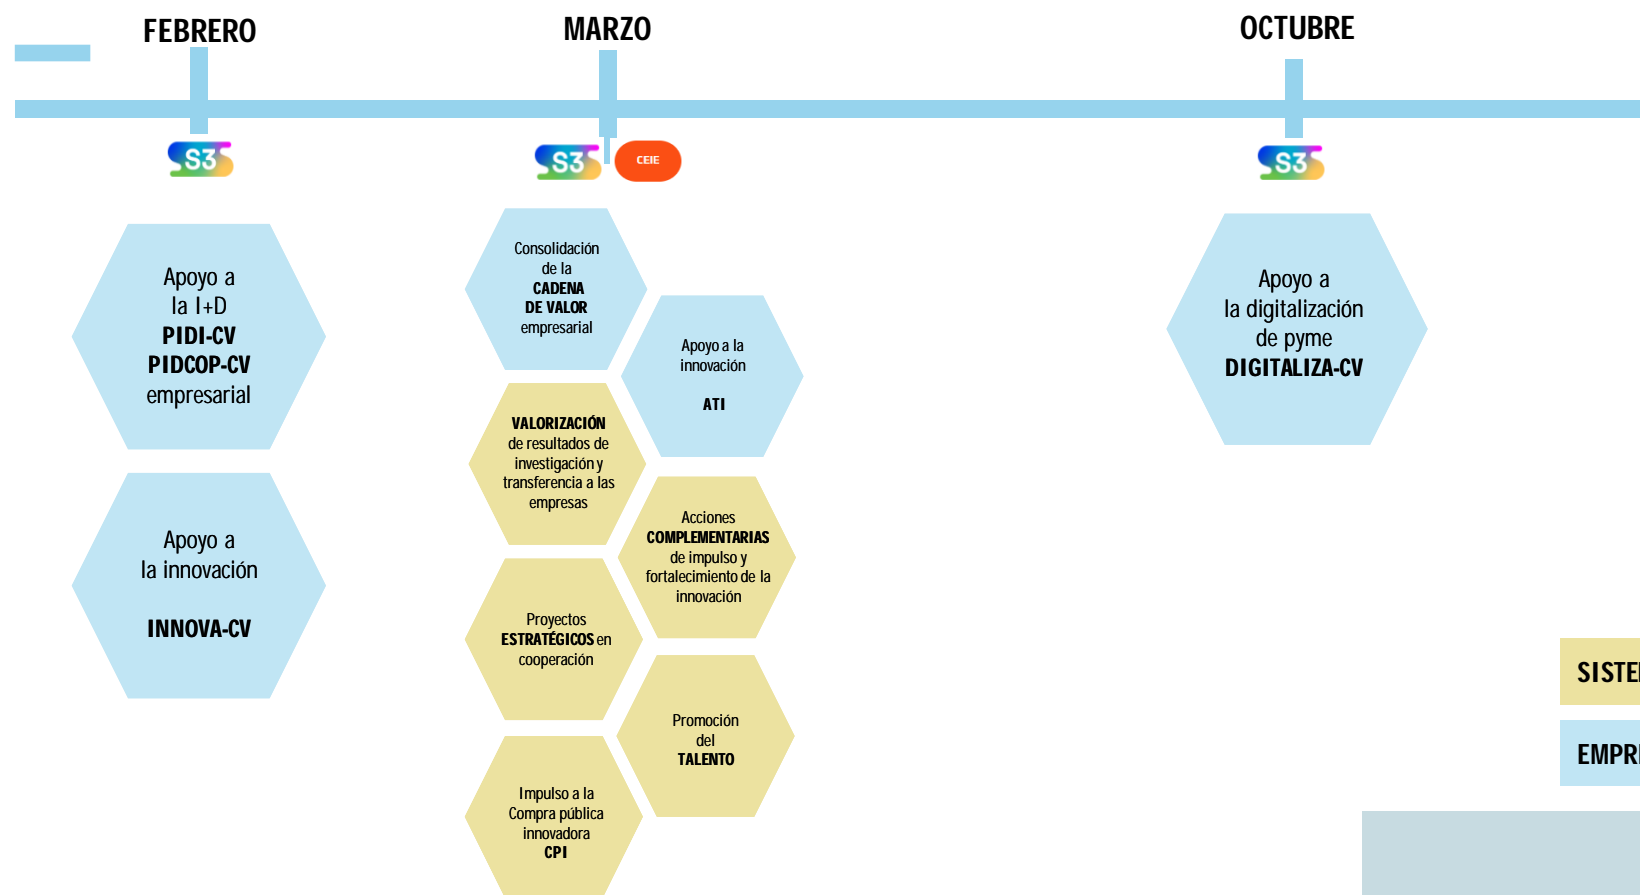 FEBRERO
MARZO
OCTUBRE
S3
S3
CEIE
S3
Apoyo a
la I+D
PIDI-CV
PIDCOP-CV
empresarial
Apoyo a
la innovación
INNOVA-CV
Consolidación
de la
CADENA
DE VALOR
empresarial
Apoyo a la
innovación
ATI
VALORIZACIÓN
de resultados de
investigación y
transferencia a las
empresas
Acciones
COMPLEMENTARIAS
de impulso y
fortalecimiento de la
innovación
Proyectos
ESTRATÉGICOS en
cooperación
Promoción
del
TALENTO
Impulso a la
Compra pública
innovadora
CPI
Apoyo a
la digitalización
de pyme
DIGITALIZA-CV